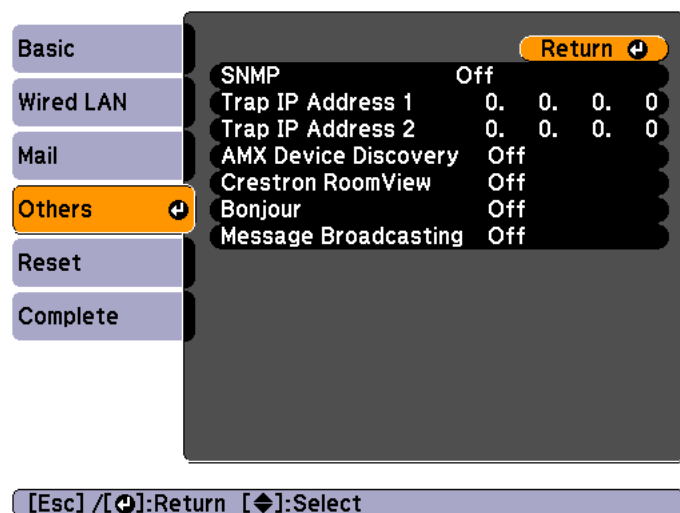 Basic
Wired LAN
Mail
Others
Reset
Complete
Return
SNMP Off
Trap IP Address 1 0. 0. 0. 0
Trap IP Address 2 0. 0. 0. 0
AMX Device Discovery Off
Crestron RoomView Off
Bonjour Off
Message Broadcasting Off
[Esc] /[⏎]:Return [◆]:Select